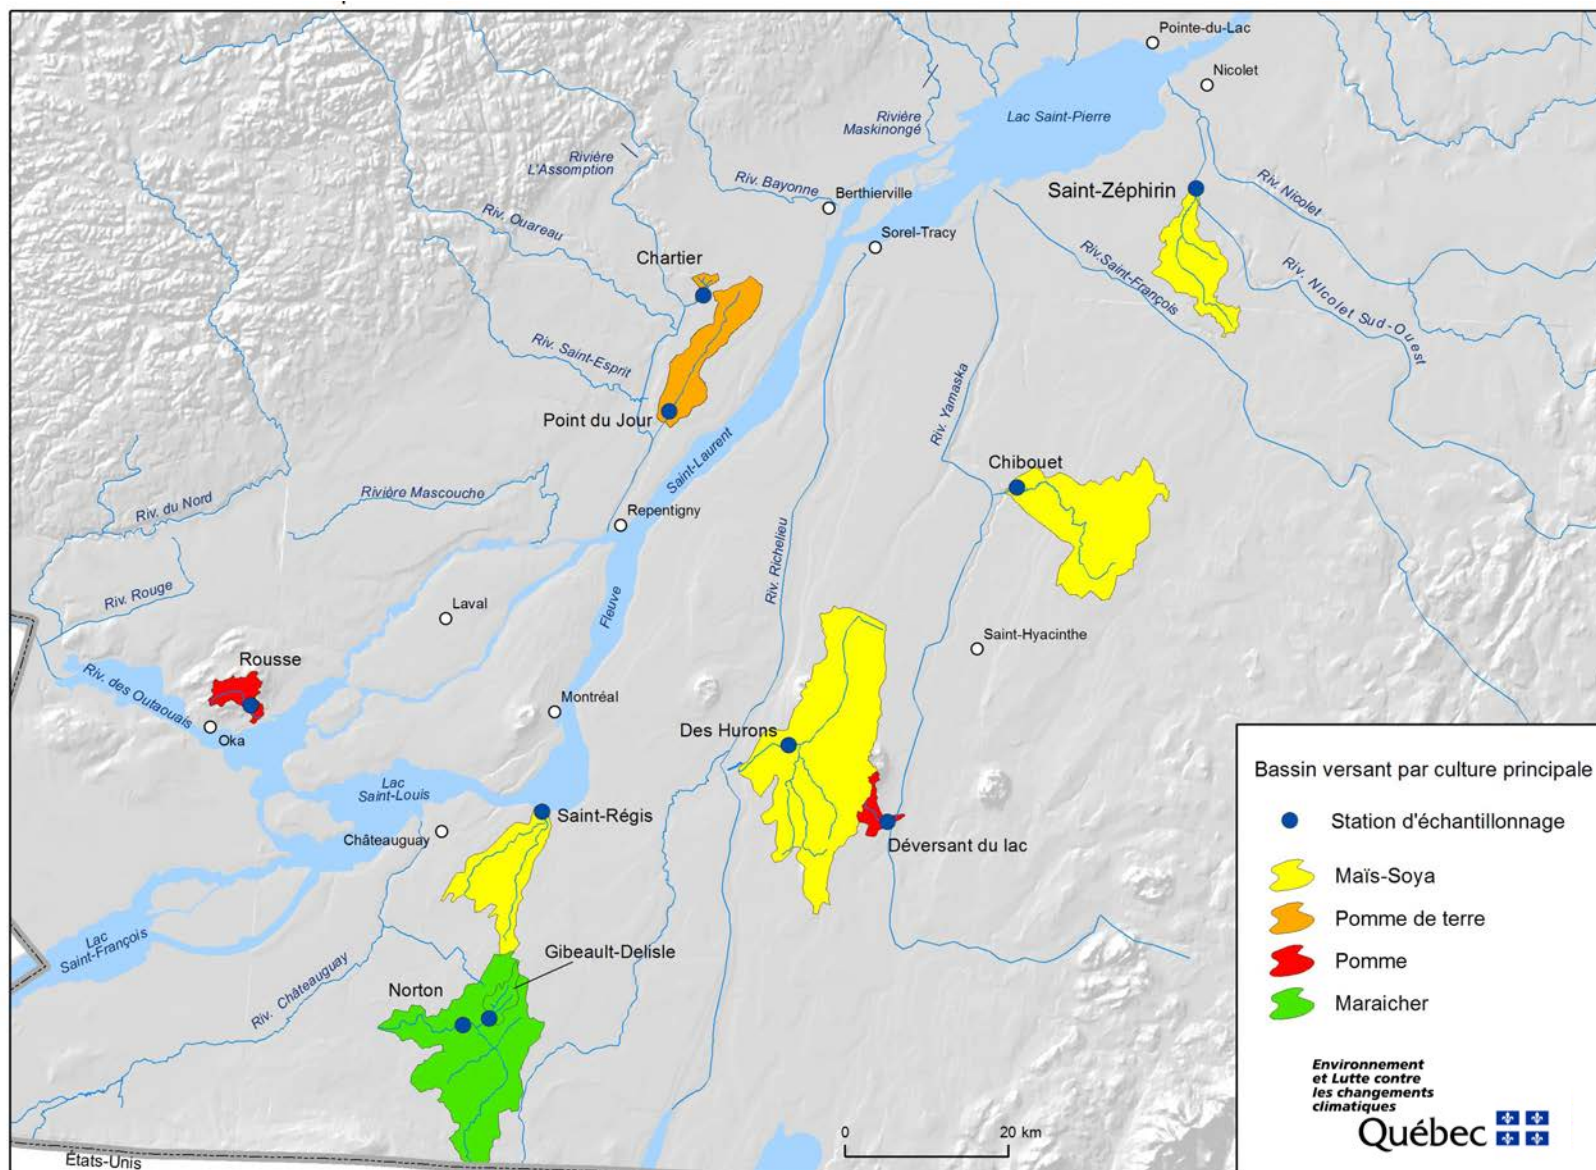 Pointe-du-Lac
Nicolet
Lac Saint-Pierre
Rivière
Maskinongé
Rivière
L'Assomption
Riv. Bayonne
Berthierville
Saint-Zéphirin
Riv. Nicolet
Riv. Ouareau
Sorel-Tracy
Chartier
Riv.Saint-François
Riv. NIcolet Sud-Ouest
Riv. Saint-Esprit
Point du Jour
Riv. Yamaska
Saint-Laurent
Chibouet
Riv. du Nord
Rivière Mascouche
Repentigny
Riv. Richelieu
Riv. Rouge
Laval
Fleuve
Saint-Hyacinthe
Rousse
Riv. des Outaouais
Montréal
Oka
Des Hurons
Lac
Saint-Louis
Saint-Régis
Châteauguay
Déversant du lac
Lac
Saint-François
Gibeault-Delisle
Riv. Châteauguay
Norton
États-Unis
0 20 km
Bassin versant par culture principale
Station d'échantillonnage
Maïs-Soya
Pomme de terre
Pomme
Maraicher
Environnement
et Lutte contre
les changements
climatiques
Québec